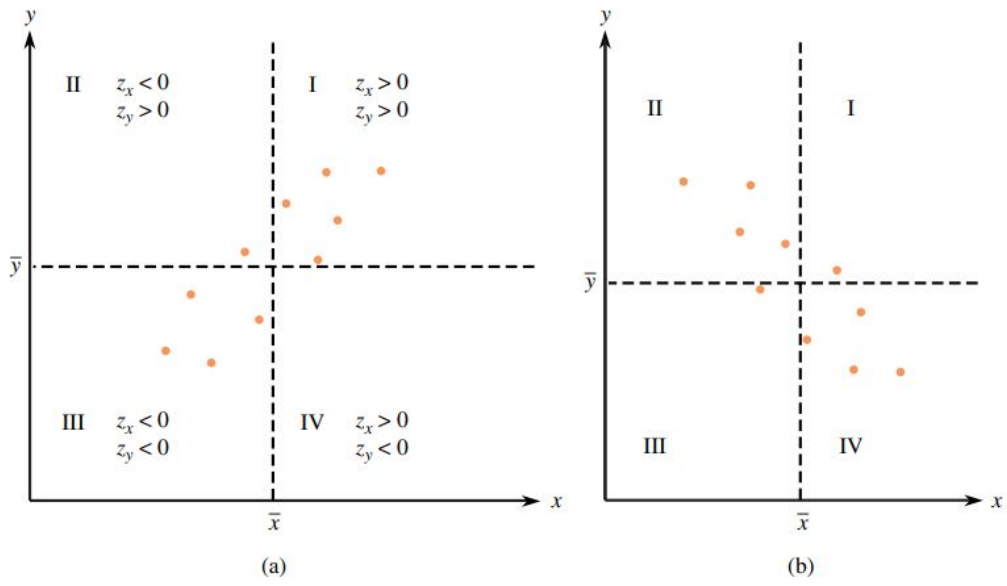 y
II z_x < 0 I z_x > 0
z_y > 0 z_y > 0
y̅
III z_x < 0 IV z_x > 0
z_y < 0 z_y < 0
x
x̅
(a)
y
II I
y̅
III IV
x
x̅
(b)